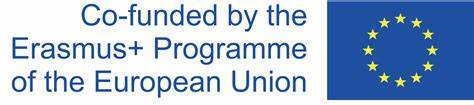 Co-funded by the
Erasmus+ Programme
of the European Union